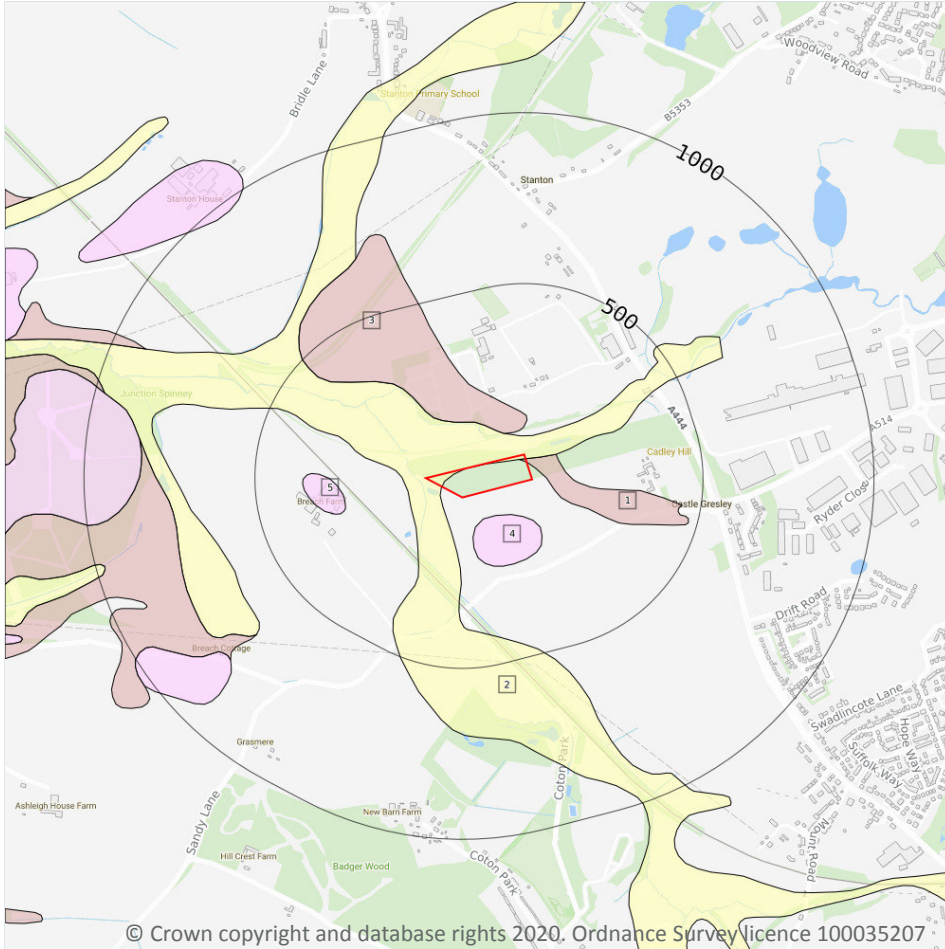 Woodview Road
Bridle Lane
Stanton Primary School
B5353
1000
Stanton
Stanton House
500
3
Junction Spinney
A444
A514
Cadley Hill
5
Breach Farm
1
Castle Gresley
Ryder Close
4
Drift Road
Breach Cottage
2
Swadlincote Lane
Hope Way
Suffolk Way
Grasmere
Coton Park
Ashleigh House Farm
Sandy Lane
New Barn Farm
Mount Road
Hill Crest Farm
Badger Wood
Coton Park
© Crown copyright and database rights 2020. Ordnance Survey licence 100035207